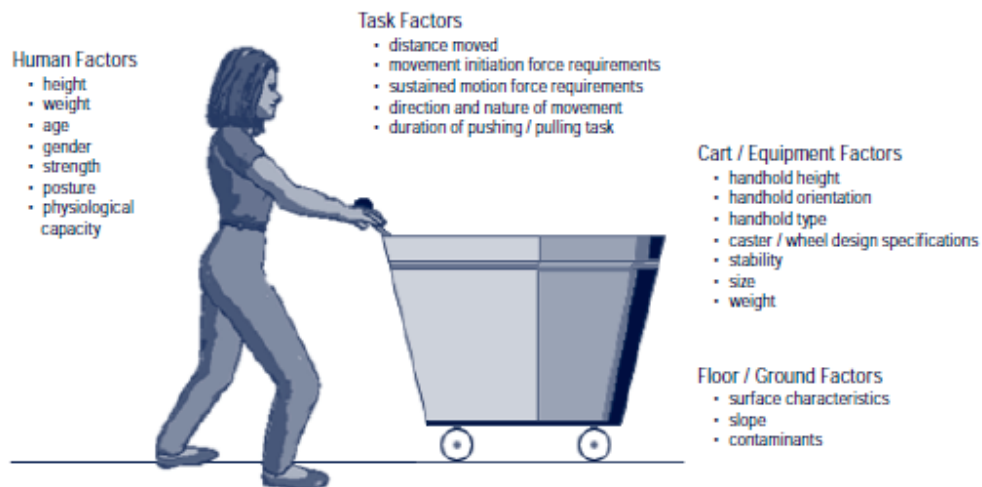 Task Factors
• distance moved
• movement initiation force requirements
• sustained motion force requirements
• direction and nature of movement
• duration of pushing / pulling task
Human Factors
• height
• weight
• age
• gender
• strength
• posture
• physiological
capacity
Cart / Equipment Factors
• handhold height
• handhold orientation
• handhold type
• caster / wheel design specifications
• stability
• size
• weight
Floor / Ground Factors
• surface characteristics
• slope
• contaminants